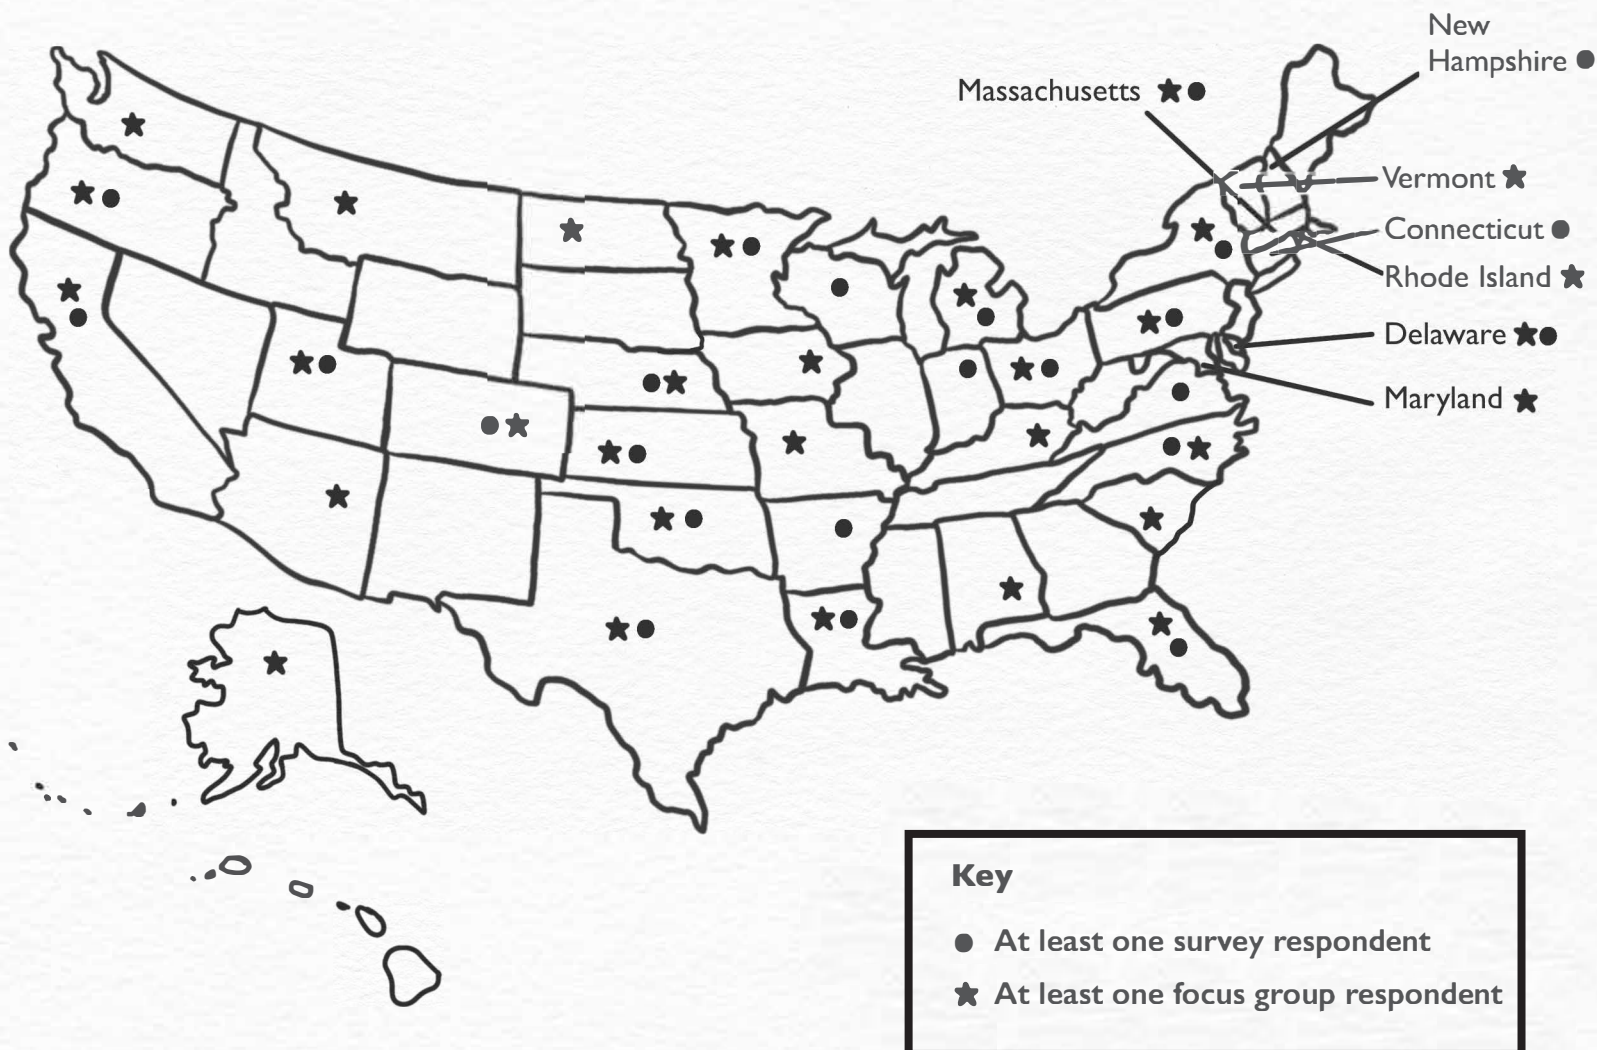 New
Hampshire
Massachusetts
Vermont
Connecticut
Rhode Island
Delaware
Maryland
Key
At least one survey respondent
At least one focus group respondent